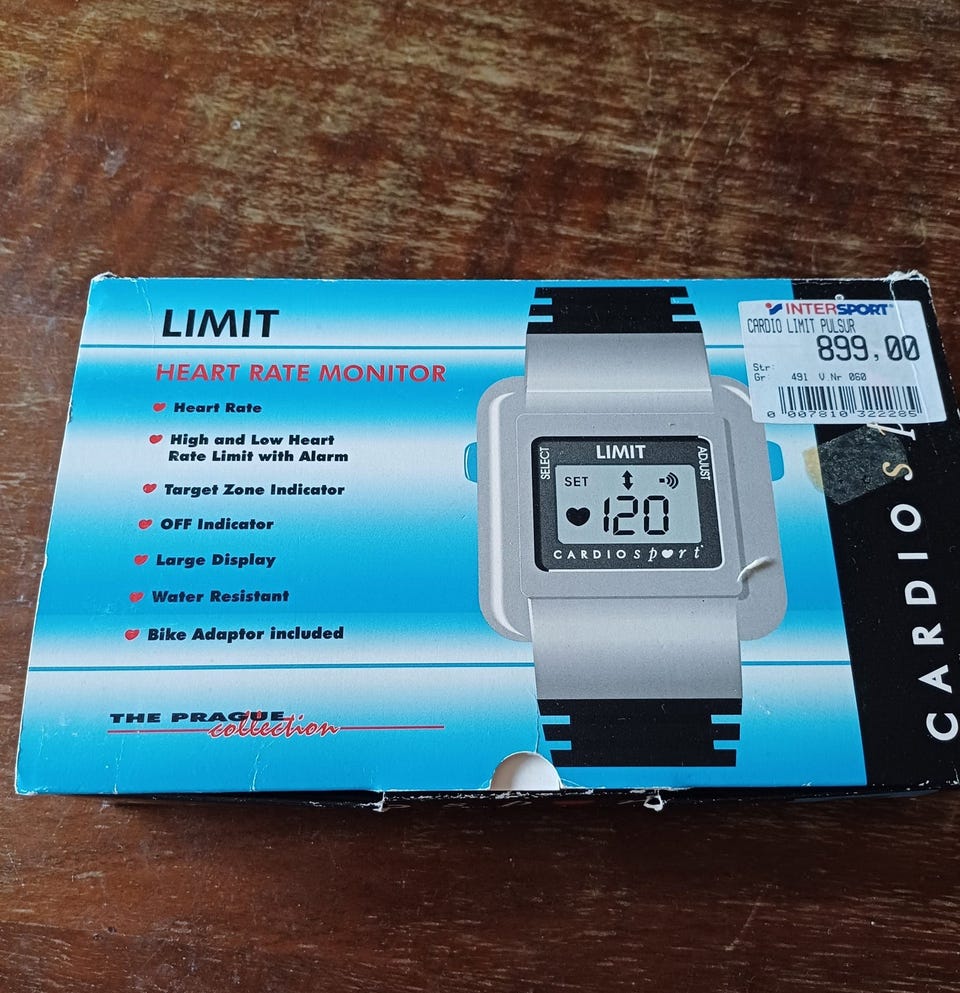 LIMIT
HEART RATE MONITOR
Heart Rate
High and Low Heart
Rate Limit with Alarm
Target Zone Indicator
OFF Indicator
Large Display
Water Resistant
Bike Adaptor included
THE PRAGUE
collection
SELECT
LIMIT
ADJUST
SET
120
CARDIO sport
INTERSPORT
CARDIO LIMIT PULSUR
899,00
Str:
Gr 491 V.Nr 060
0 007810 322285
CARDIO